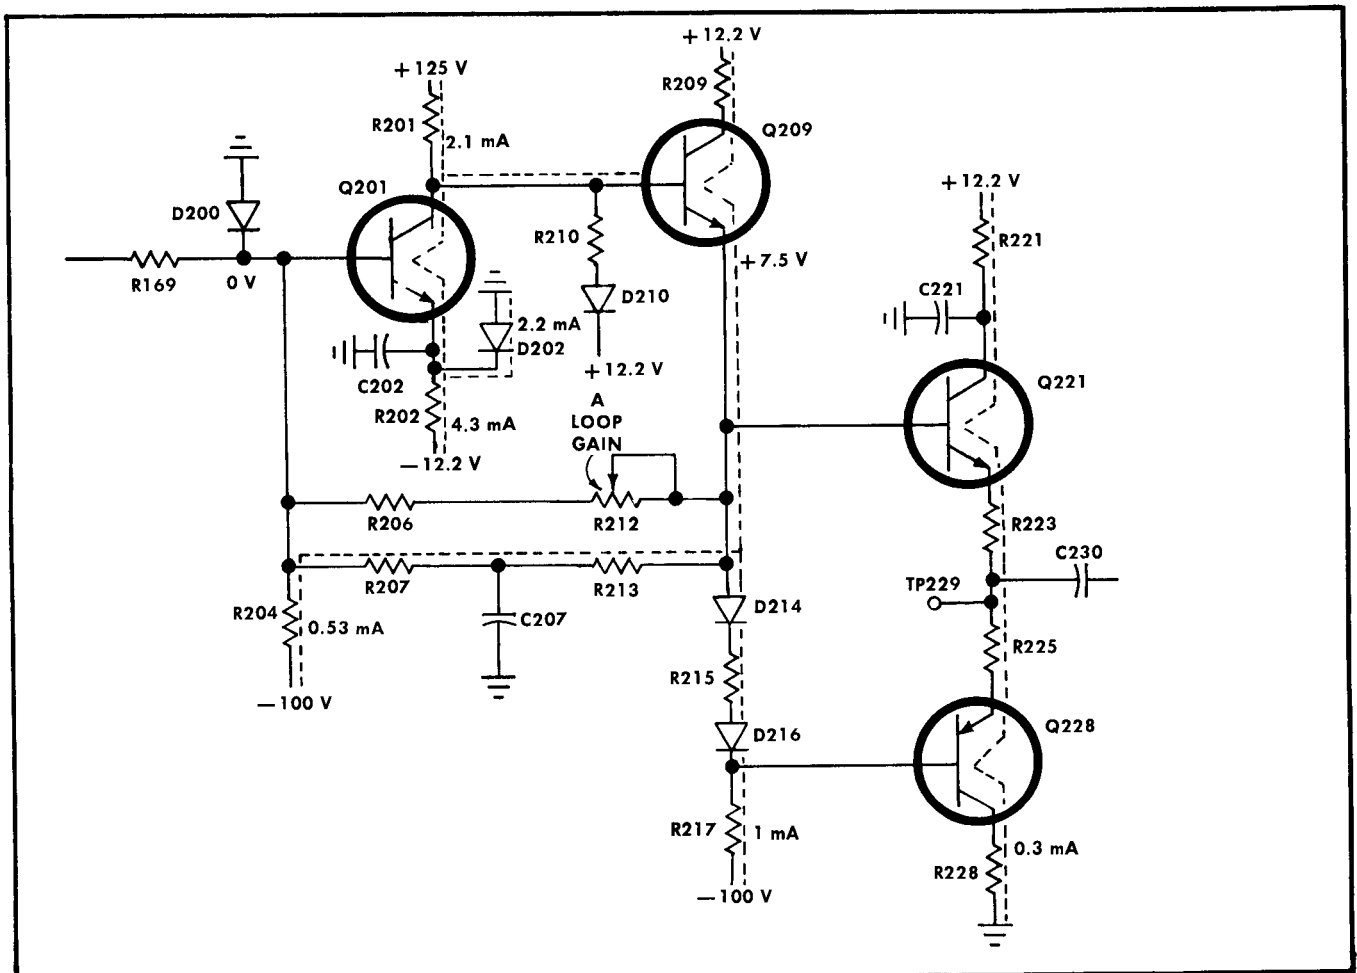 +12.2 V
+125 V
R209
Q209
R201
2.1 mA
Q201
+12.2 V
D200
R210
R221
+7.5 V
R169
0 V
D210
C221
2.2 mA
D202
C202
+12.2 V
Q221
R202
A
LOOP
GAIN
4.3 mA
−12.2 V
R206
R212
R223
C230
R207
R213
TP229
D214
R204
0.53 mA
C207
R225
R215
−100 V
D216
Q228
R217
1 mA
0.3 mA
R228
−100 V